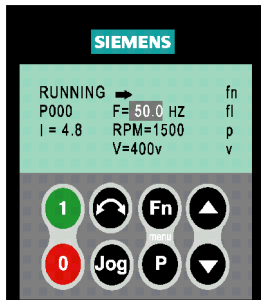 SIEMENS
RUNNING fn
P000 F= 50.0 HZ fl
I = 4.8 RPM=1500 p
V=400v v
1 Fn
menu
0 Jog P